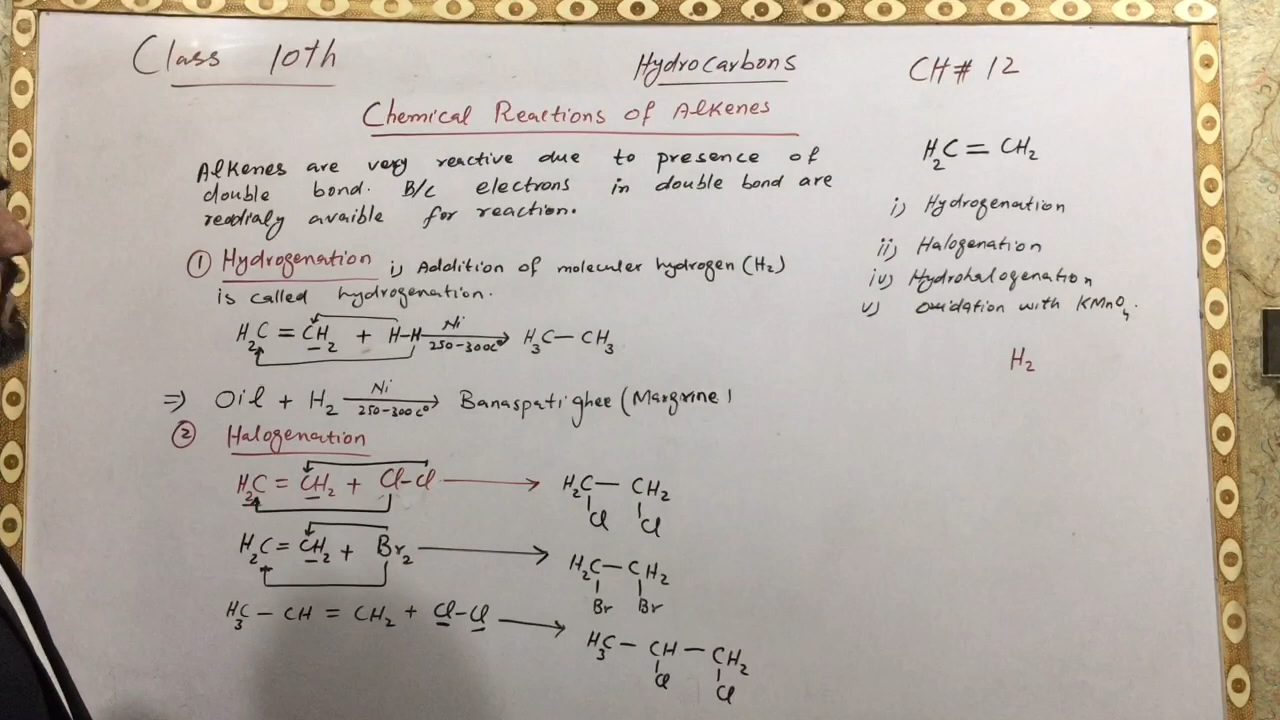 Class 10th
Hydrocarbons
CH# 12
Chemical Reactions of Alkenes
Alkenes are very reactive due to presence of
double bond. B/c electrons in double bond are
readialy avaible for reaction.
① Hydrogenation i) Addition of moleculer hydrogen (H₂)
is called hydrogenation.
H₂C = CH₂ + H-H Ni 250-300C° → H₃C — CH₃
⇒ Oil + H₂ Ni 250-300C° → Banaspati ghee (Margrine)
② Halogenation
H₂C = CH₂ + Cl-Cl → H₂C — CH₂
Cl Cl
H₂C = CH₂ + Br₂ → H₂C — CH₂
Br Br
H₃C — CH = CH₂ + Cl-Cl → H₃C — CH — CH₂
Cl Cl
H₂C = CH₂
i) Hydrogenation
ii) Halogenation
iv) Hydrohalogenation
v) Oxidation with KMnO₄.
H₂